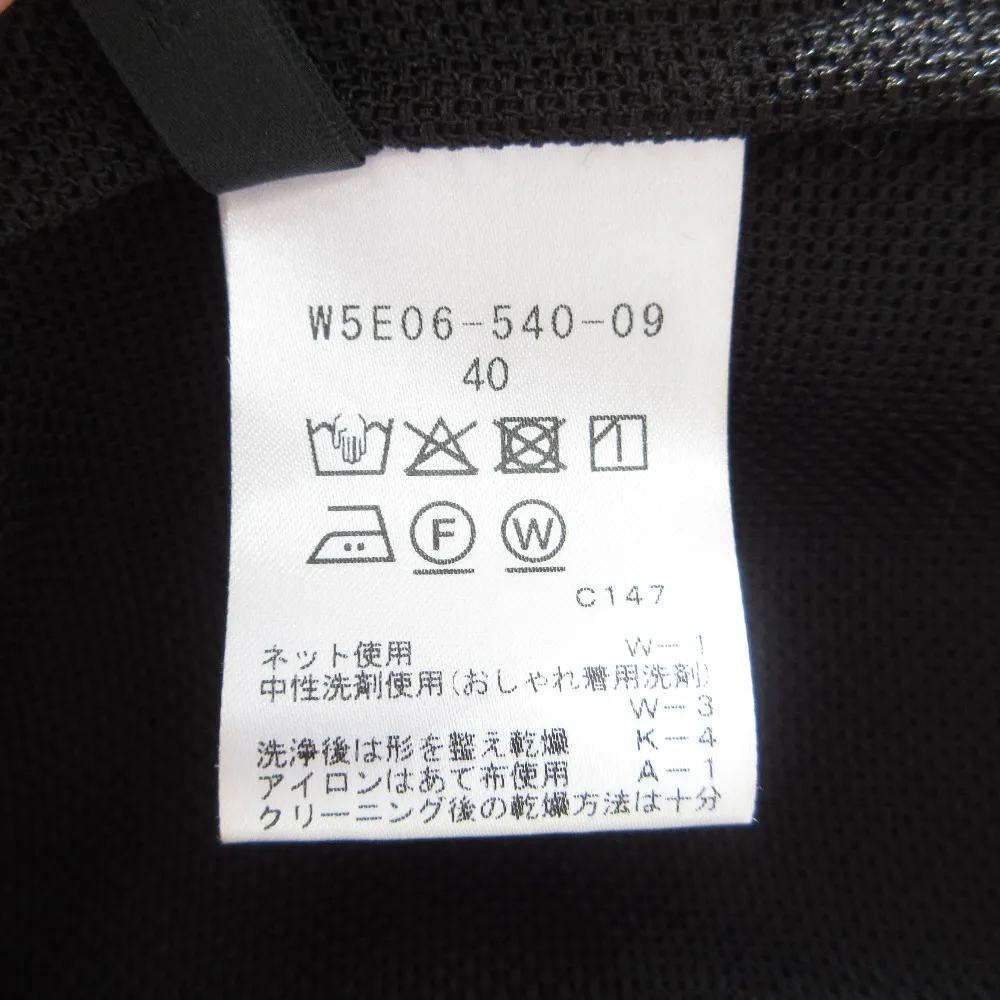 W5E06-540-09
40
F W
C147
ネット使用 W-1
中性洗剤使用(おしゃれ着用洗剤)
W-3
洗浄後は形を整え乾燥 K-4
アイロンはあて布使用 A-1
クリーニング後の乾燥方法は十分